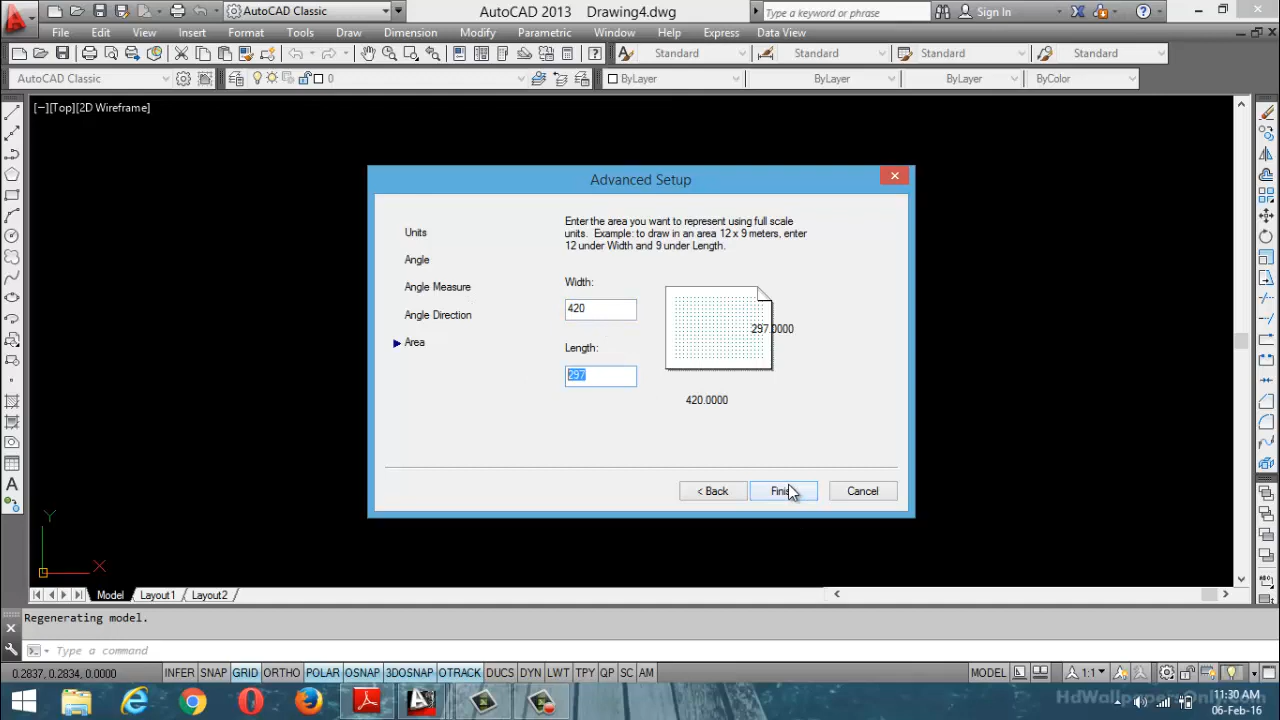 AutoCAD Classic
AutoCAD 2013 Drawing4.dwg
Type a keyword or phrase
Sign In
File Edit View Insert Format Tools Draw Dimension Modify Parametric Window Help Express Data View
Standard Standard Standard Standard
AutoCAD Classic 0 ByLayer ByLayer ByLayer ByColor
[−][Top][2D Wireframe]
Advanced Setup
Units
Angle
Angle Measure
Angle Direction
Area
Enter the area you want to represent using full scale
units. Example: to draw in an area 12 x 9 meters, enter
12 under Width and 9 under Length.
Width:
420
Length:
297
297.0000
420.0000
< Back
Cancel
Y
X
Model Layout1 Layout2
Regenerating model.
Type a command
0.2837, 0.2834, 0.0000 INFER SNAP GRID ORTHO POLAR OSNAP 3DOSNAP OTRACK DUCS DYN LWT TPY QP SC AM MODEL 1:1
HdWallpapersOnly.COM
11:30 AM
06-Feb-16